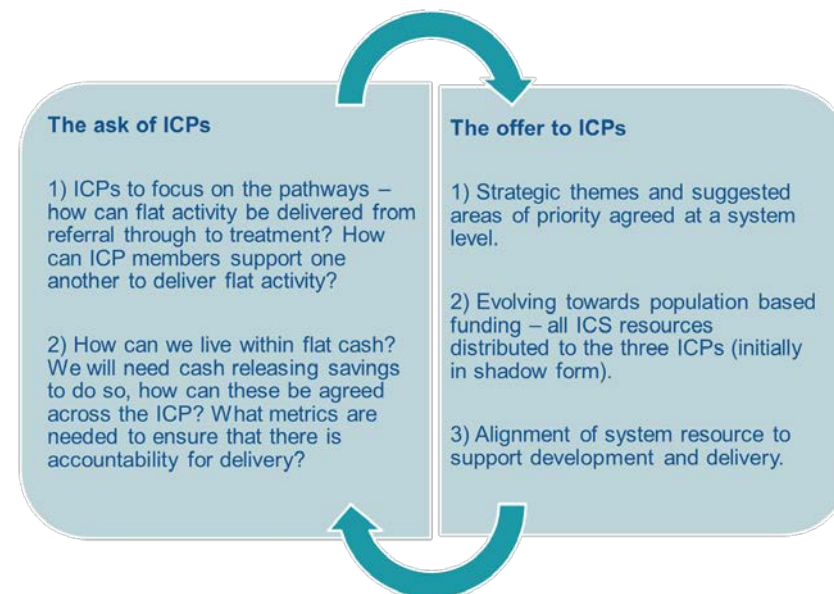 The ask of ICPs
1) ICPs to focus on the pathways –
how can flat activity be delivered from
referral through to treatment? How
can ICP members support one
another to deliver flat activity?
2) How can we live within flat cash?
We will need cash releasing savings
to do so, how can these be agreed
across the ICP? What metrics are
needed to ensure that there is
accountability for delivery?
The offer to ICPs
1) Strategic themes and suggested
areas of priority agreed at a system
level.
2) Evolving towards population based
funding – all ICS resources
distributed to the three ICPs (initially
in shadow form).
3) Alignment of system resource to
support development and delivery.